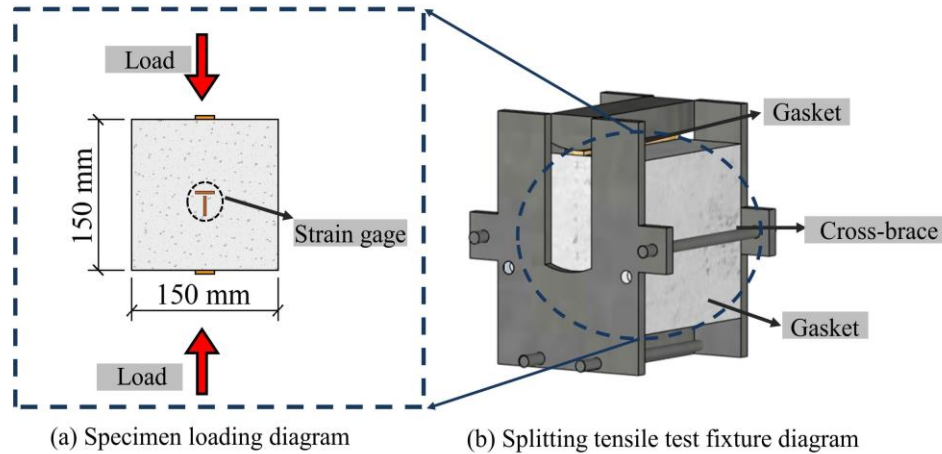 Load
150 mm
Strain gage
150 mm
Load
(a) Specimen loading diagram
Gasket
Cross-brace
Gasket
(b) Splitting tensile test fixture diagram